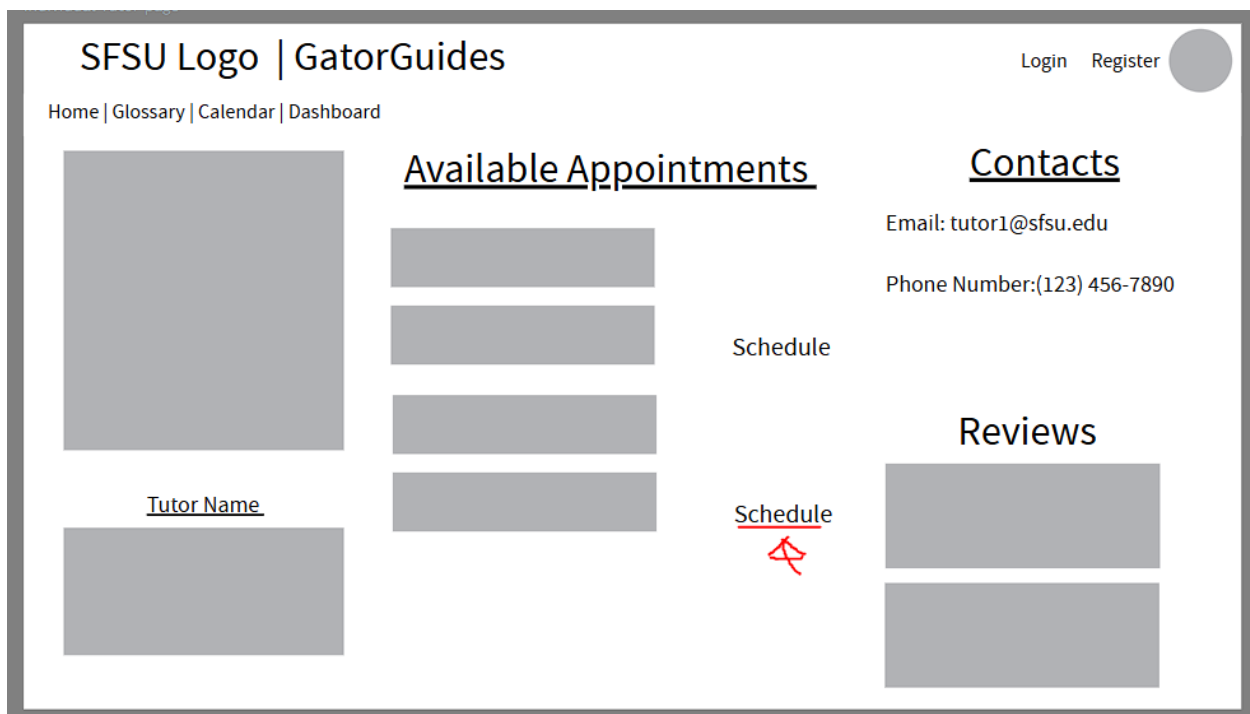 SFSU Logo | GatorGuides
Login Register
Home | Glossary | Calendar | Dashboard
Available Appointments
Contacts
Email: tutor1@sfsu.edu
Phone Number:(123) 456-7890
Schedule
Reviews
Tutor Name
Schedule